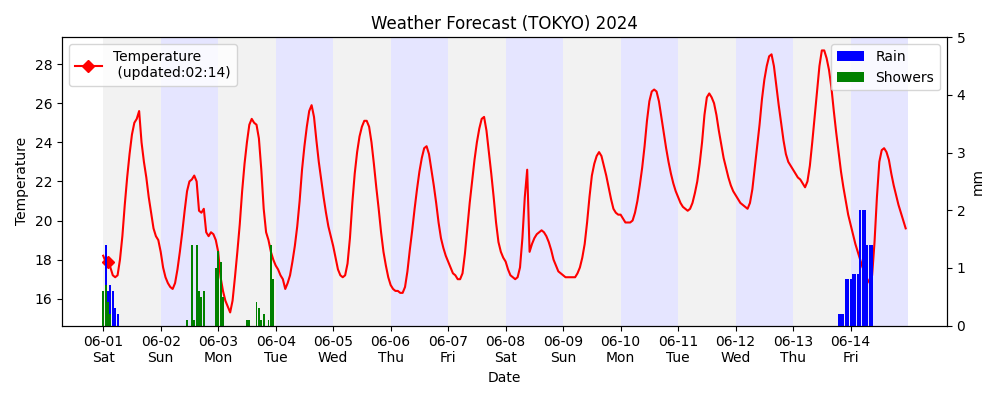 Weather Forecast (TOKYO) 2024
Temperature
(updated:02:14)
Rain
Showers
Temperature
28
26
24
22
20
18
16
5
4
3
2
1
0
mm
06-01 06-02 06-03 06-04 06-05 06-06 06-07 06-08 06-09 06-10 06-11 06-12 06-13 06-14
Sat Sun Mon Tue Wed Thu Fri Sat Sun Mon Tue Wed Thu Fri
Date